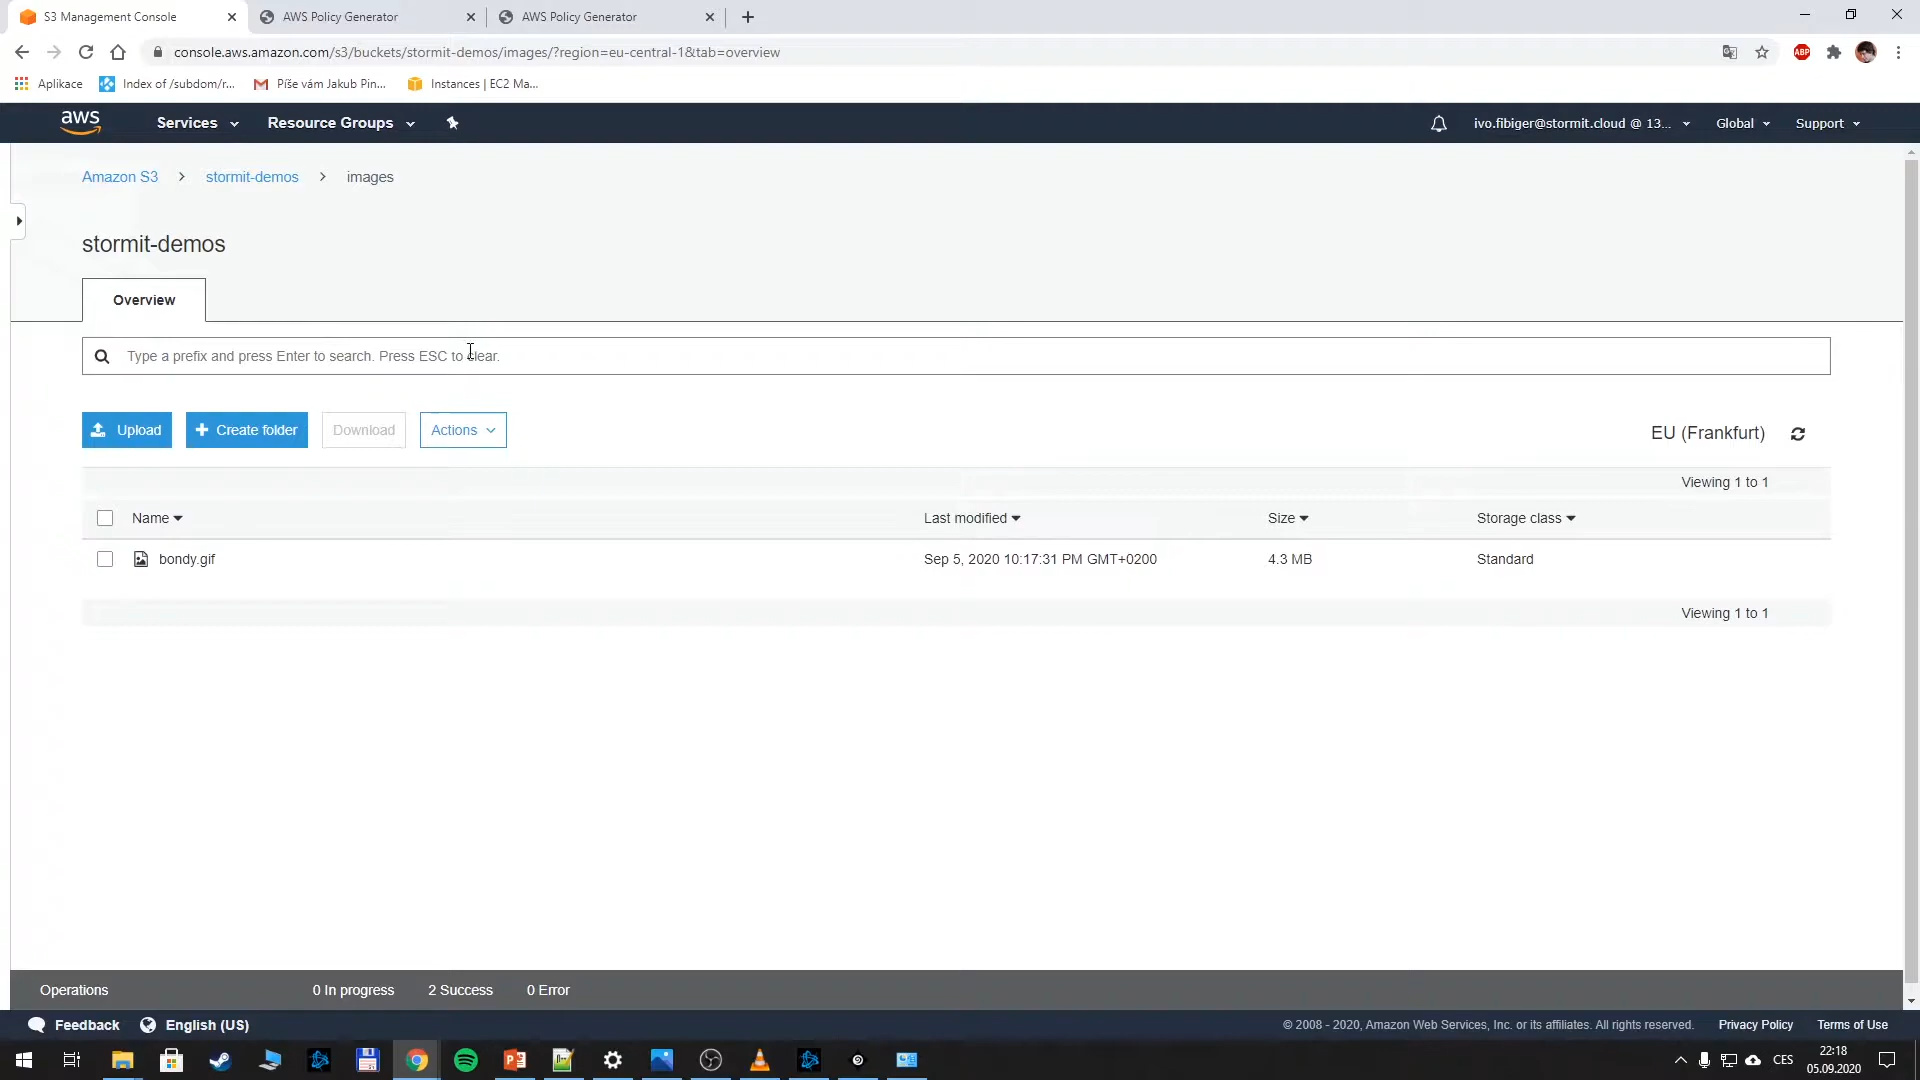 S3 Management Console
AWS Policy Generator
AWS Policy Generator
console.aws.amazon.com/s3/buckets/stormit-demos/images/?region=eu-central-1&tab=overview
ABP
Aplikace
Index of /subdom/r...
Píše vám Jakub Pin...
Instances | EC2 Ma...
aws
Services
Resource Groups
ivo.fibiger@stormit.cloud @ 13...
Global
Support
Amazon S3
stormit-demos
images
stormit-demos
Overview
Type a prefix and press Enter to search. Press ESC to clear.
Upload
Create folder
Download
Actions
EU (Frankfurt)
Viewing 1 to 1
Name
Last modified
Size
Storage class
bondy.gif
Sep 5, 2020 10:17:31 PM GMT+0200
4.3 MB
Standard
Viewing 1 to 1
Operations
0 In progress
2 Success
0 Error
Feedback
English (US)
© 2008 - 2020, Amazon Web Services, Inc. or its affiliates. All rights reserved.
Privacy Policy
Terms of Use
CES
22:18
05.09.2020